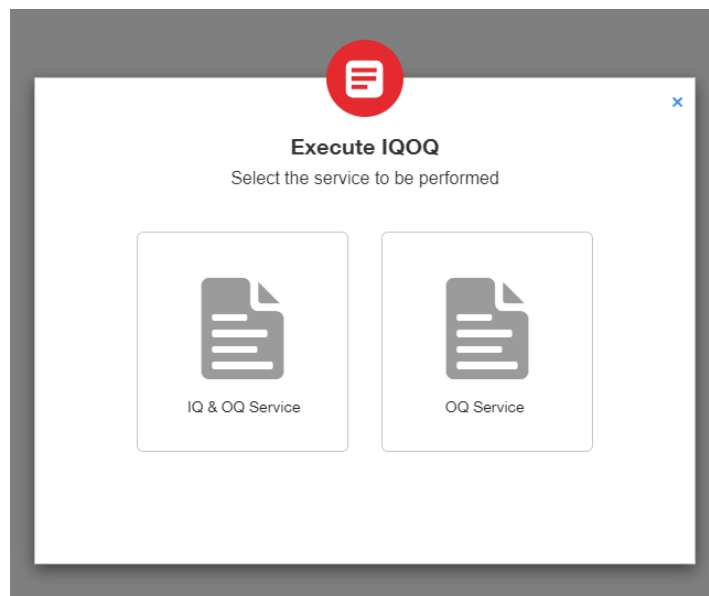 Execute IQOQ
Select the service to be performed
IQ & OQ Service
OQ Service